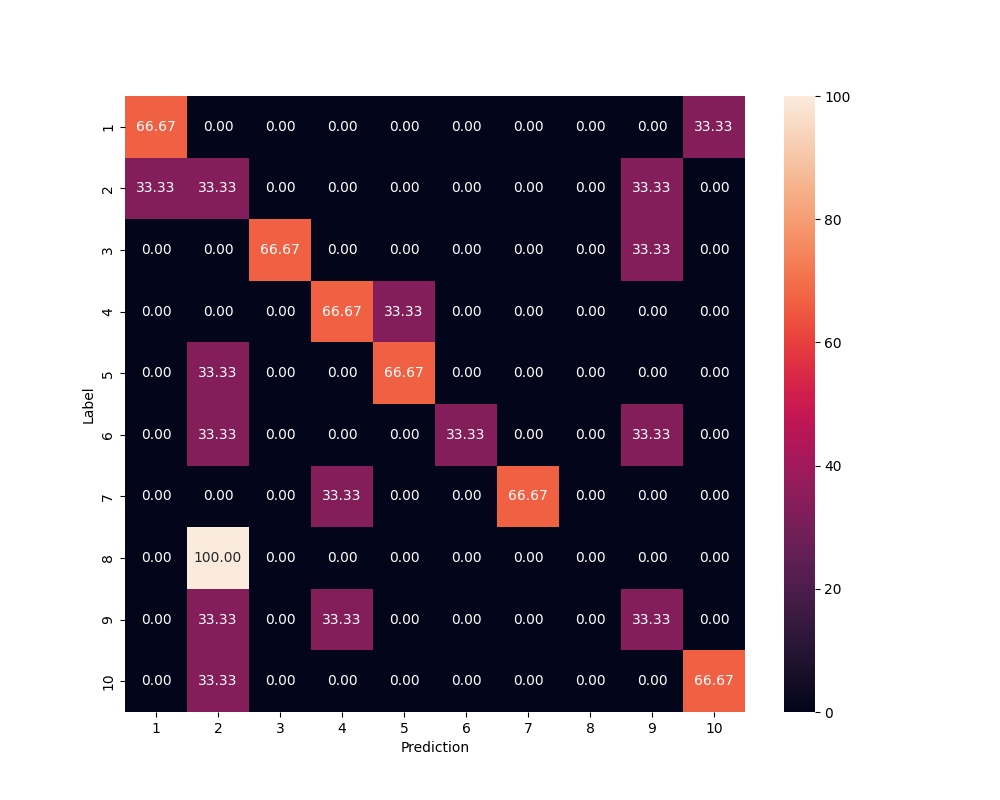 1 66.67 0.00 0.00 0.00 0.00 0.00 0.00 0.00 0.00 33.33
2 33.33 33.33 0.00 0.00 0.00 0.00 0.00 0.00 33.33 0.00
3 0.00 0.00 66.67 0.00 0.00 0.00 0.00 0.00 33.33 0.00
4 0.00 0.00 0.00 66.67 33.33 0.00 0.00 0.00 0.00 0.00
5 0.00 33.33 0.00 0.00 66.67 0.00 0.00 0.00 0.00 0.00
6 0.00 33.33 0.00 0.00 0.00 33.33 0.00 0.00 33.33 0.00
7 0.00 0.00 0.00 33.33 0.00 0.00 66.67 0.00 0.00 0.00
8 0.00 100.00 0.00 0.00 0.00 0.00 0.00 0.00 0.00 0.00
9 0.00 33.33 0.00 33.33 0.00 0.00 0.00 0.00 33.33 0.00
10 0.00 33.33 0.00 0.00 0.00 0.00 0.00 0.00 0.00 66.67
1 2 3 4 5 6 7 8 9 10
Prediction
Label
100
80
60
40
20
0